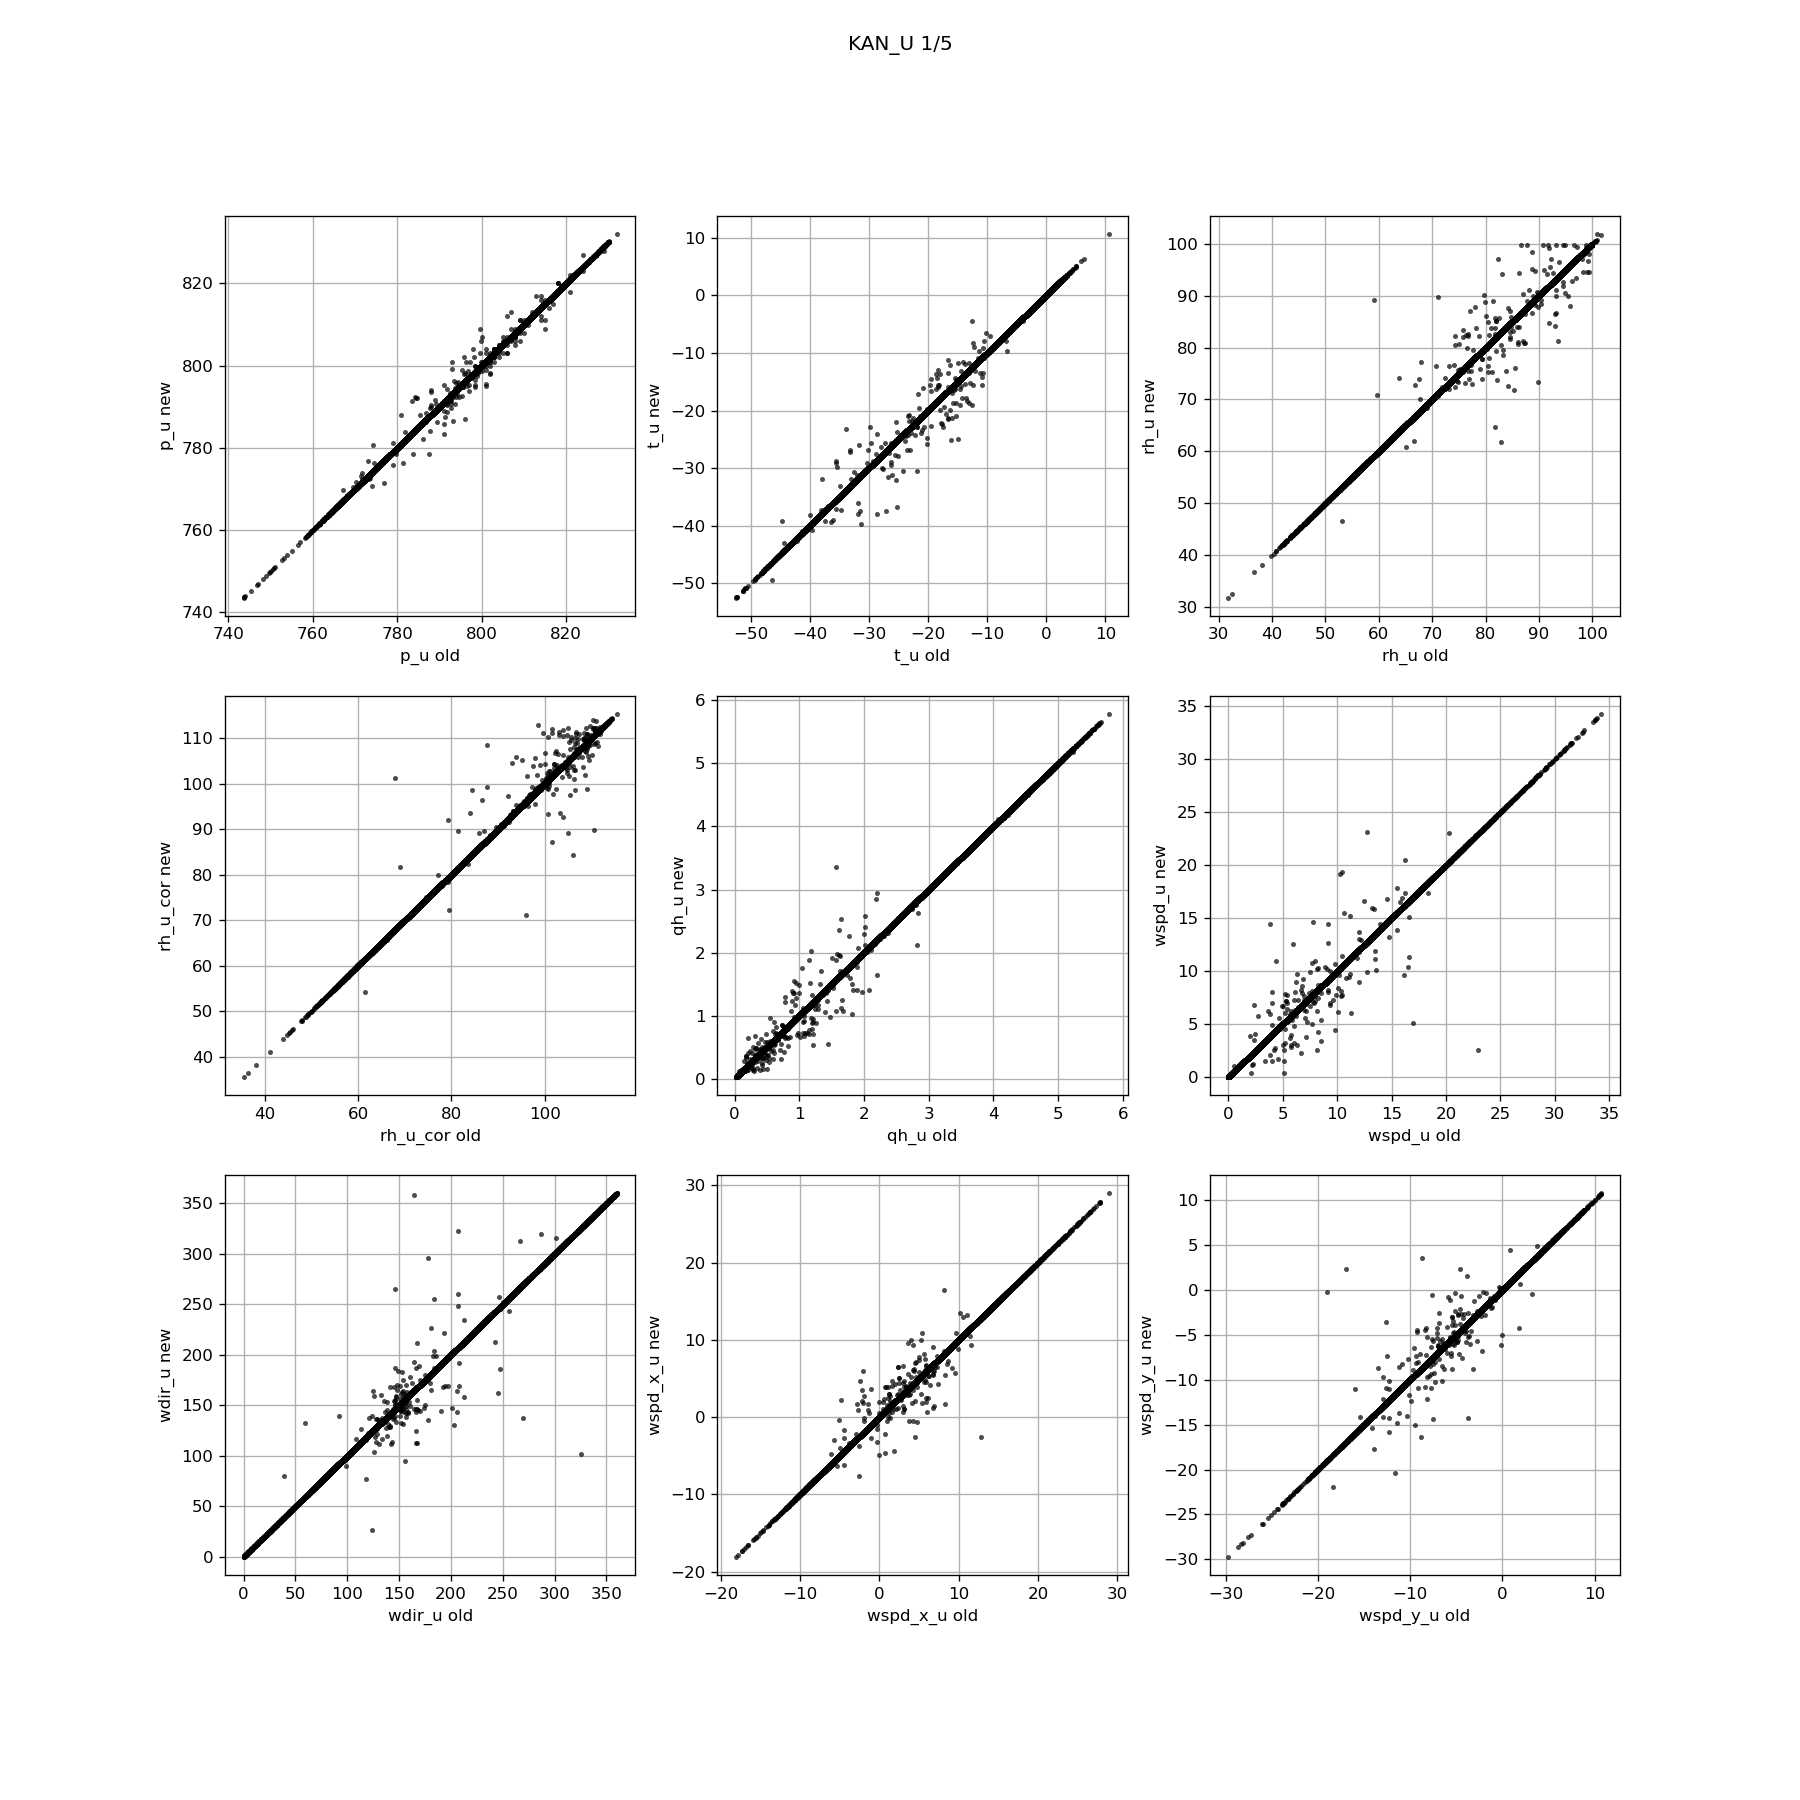 KAN_U 1/5
p_u new
820
800
780
760
740
740 760 780 800 820
p_u old
t_u new
10
0
−10
−20
−30
−40
−50
−50 −40 −30 −20 −10 0 10
t_u old
rh_u new
100
90
80
70
60
50
40
30
30 40 50 60 70 80 90 100
rh_u old
rh_u_cor new
110
100
90
80
70
60
50
40
40 60 80 100
rh_u_cor old
qh_u new
6
5
4
3
2
1
0
0 1 2 3 4 5 6
qh_u old
wspd_u new
35
30
25
20
15
10
5
0
0 5 10 15 20 25 30 35
wspd_u old
wdir_u new
350
300
250
200
150
100
50
0
0 50 100 150 200 250 300 350
wdir_u old
wspd_x_u new
30
20
10
0
−10
−20
−20 −10 0 10 20 30
wspd_x_u old
wspd_y_u new
10
5
0
−5
−10
−15
−20
−25
−30
−30 −20 −10 0 10
wspd_y_u old